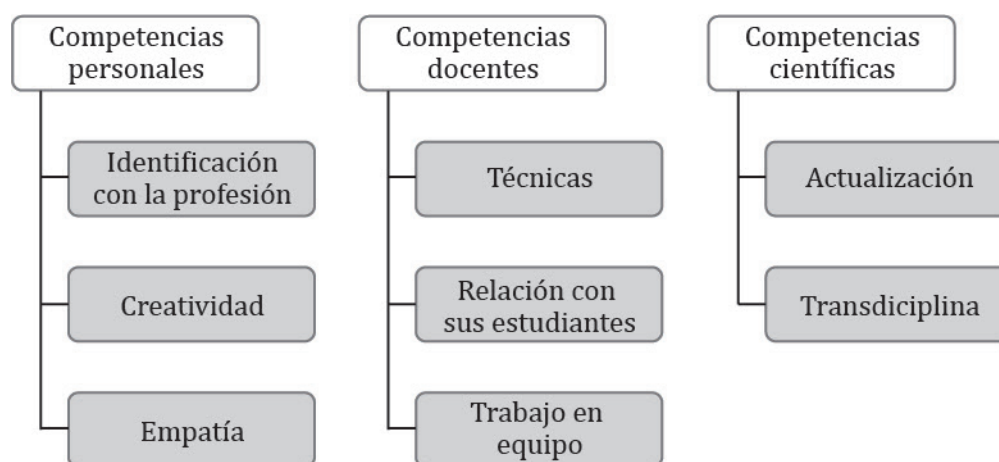 Competencias
personales
Identificación
con la profesión
Creatividad
Empatía
Competencias
docentes
Técnicas
Relación con
sus estudiantes
Trabajo en
equipo
Competencias
científicas
Actualización
Transdiciplina